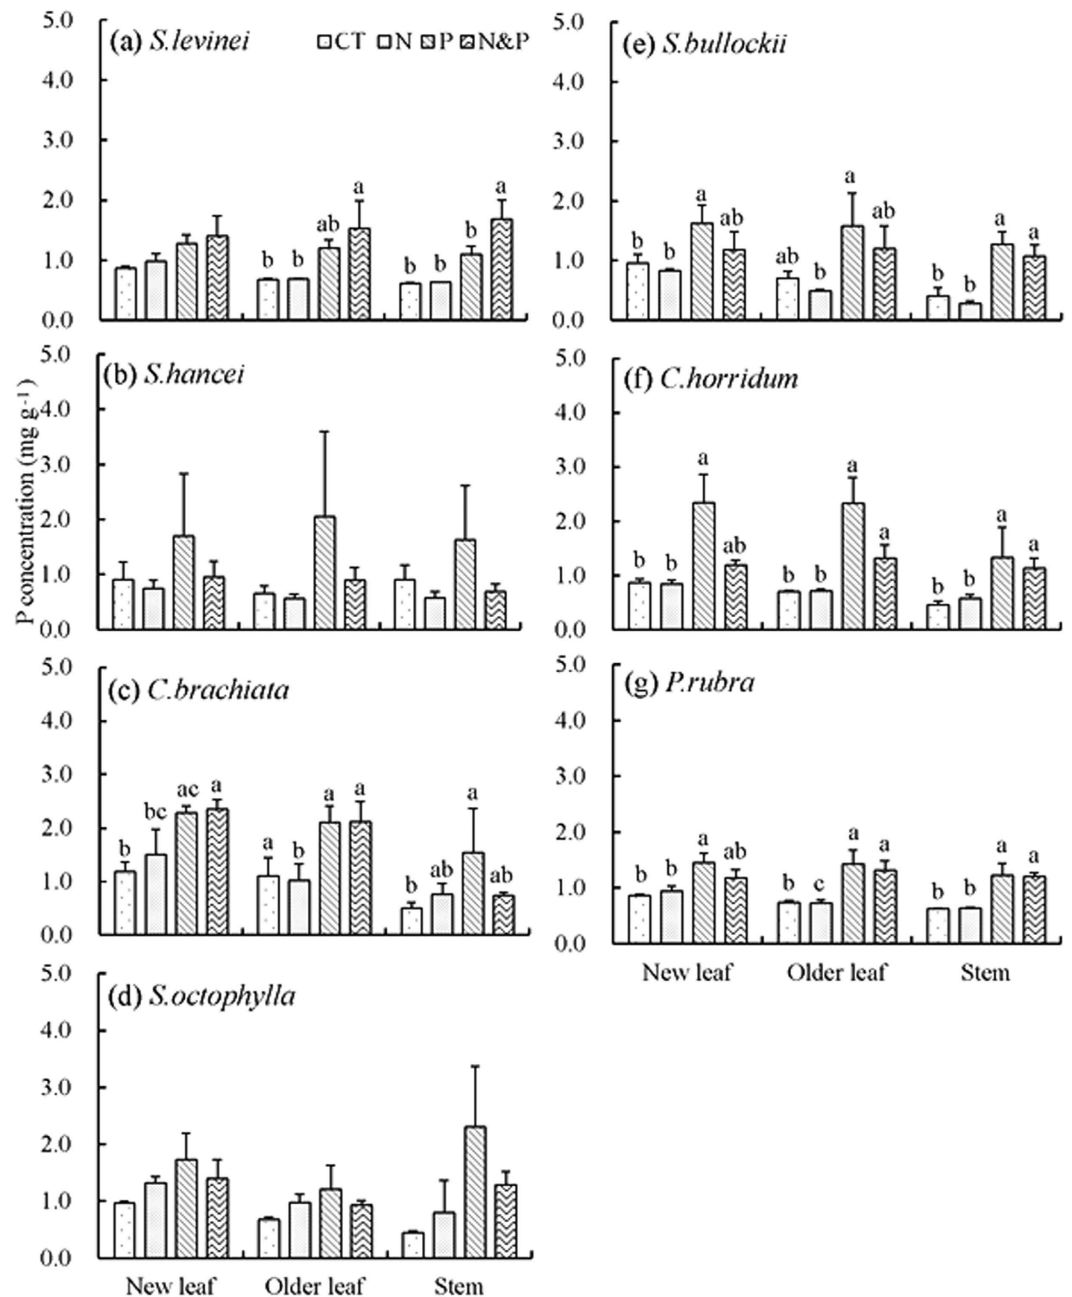 P concentration (mg g-1)
(a) S.levinei
CT N P N&P
5.0
4.0
3.0
2.0
1.0
0.0
b b ab a
b b b a
(b) S.hancei
5.0
4.0
3.0
2.0
1.0
0.0
(c) C.brachiata
5.0
4.0
3.0
2.0
1.0
0.0
b bc ac a
a b a a
b ab a ab
(d) S.octophylla
5.0
4.0
3.0
2.0
1.0
0.0
New leaf Older leaf Stem
(e) S.bullockii
5.0
4.0
3.0
2.0
1.0
0.0
b b a ab
ab b a ab
b b a a
(f) C.horridum
5.0
4.0
3.0
2.0
1.0
0.0
b b a ab
b b a a
b b a a
(g) P.rubra
5.0
4.0
3.0
2.0
1.0
0.0
b b a ab
b c a a
b b a a
New leaf Older leaf Stem